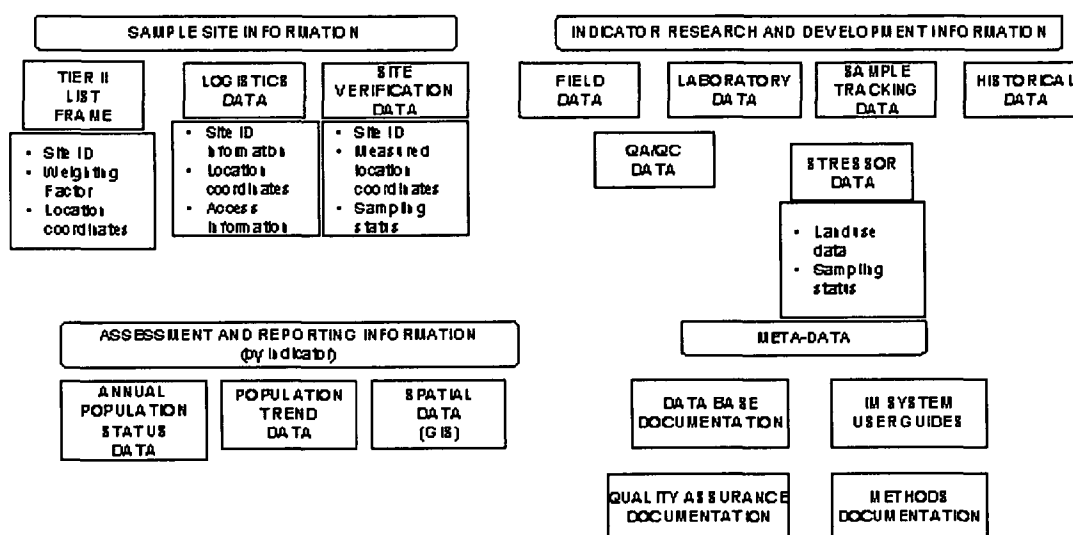 SAMPLE SITE INFORMATION
TIER II
LIST
FRAME
• Site ID
• Weighting
Factor
• Location
coordinates
LOGISTICS
DATA
• Site ID
Information
• Location
coordinates
• Access
Information
SITE
VERIFICATION
DATA
• Site ID
• Measured
location
coordinates
• Sampling
status
INDICATOR RESEARCH AND DEVELOPMENT INFORMATION
FIELD
DATA
LABORATORY
DATA
SAMPLE
TRACKING
DATA
HISTORICAL
DATA
QA/QC
DATA
STRESSOR
DATA
• Landuse
data
• Sampling
status
ASSESSMENT AND REPORTING INFORMATION
(by Indicator)
ANNUAL
POPULATION
STATUS
DATA
POPULATION
TREND
DATA
SPATIAL
DATA
(GIS)
META-DATA
DATA BASE
DOCUMENTATION
IM SYSTEM
USER GUIDES
QUALITY ASSURANCE
DOCUMENTATION
METHODS
DOCUMENTATION